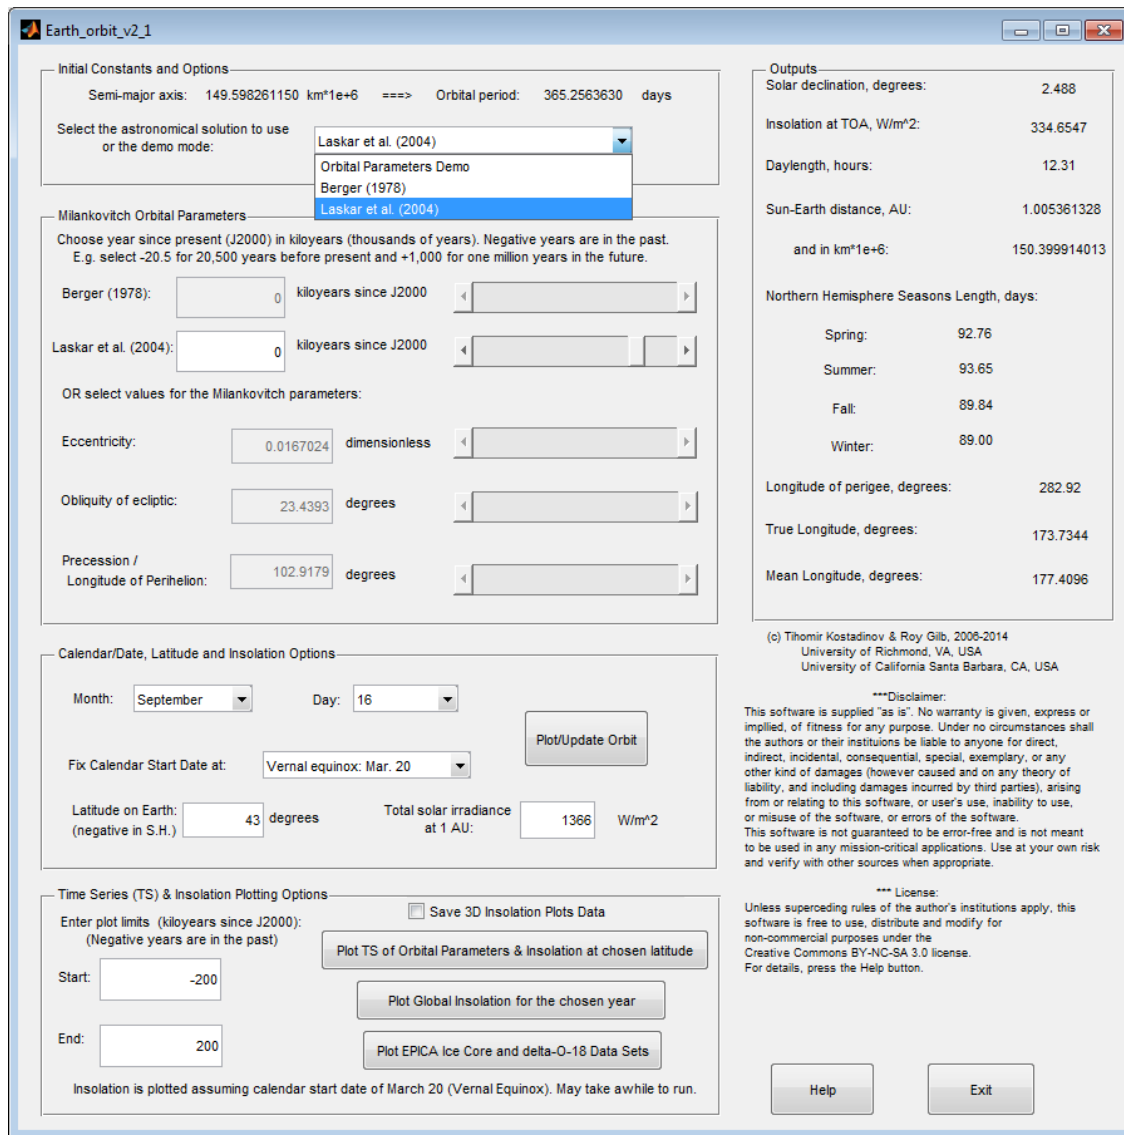 Earth_orbit_v2_1
Initial Constants and Options
Semi-major axis: 149.598261150 km*1e+6 ===> Orbital period: 365.2563630 days
Select the astronomical solution to use
or the demo mode:
Laskar et al. (2004)
Orbital Parameters Demo
Berger (1978)
Laskar et al. (2004)
Milankovitch Orbital Parameters
Choose year since present (J2000) in kiloyears (thousands of years). Negative years are in the past.
E.g. select -20.5 for 20,500 years before present and +1,000 for one million years in the future.
Berger (1978): 0 kiloyears since J2000
Laskar et al. (2004): 0 kiloyears since J2000
OR select values for the Milankovitch parameters:
Eccentricity: 0.0167024 dimensionless
Obliquity of ecliptic: 23.4393 degrees
Precession /
Longitude of Perihelion: 102.9179 degrees
Calendar/Date, Latitude and Insolation Options
Month: September Day: 16
Plot/Update Orbit
Fix Calendar Start Date at: Vernal equinox: Mar. 20
Latitude on Earth:
(negative in S.H.) 43 degrees
Total solar irradiance
at 1 AU: 1366 W/m^2
Time Series (TS) & Insolation Plotting Options
Enter plot limits (kiloyears since J2000):
(Negative years are in the past)
Save 3D Insolation Plots Data
Plot TS of Orbital Parameters & Insolation at chosen latitude
Start: -200
Plot Global Insolation for the chosen year
End: 200
Plot EPICA Ice Core and delta-O-18 Data Sets
Insolation is plotted assuming calendar start date of March 20 (Vernal Equinox). May take awhile to run.
Outputs
Solar declination, degrees: 2.488
Insolation at TOA, W/m^2: 334.6547
Daylength, hours: 12.31
Sun-Earth distance, AU: 1.005361328
and in km*1e+6: 150.399914013
Northern Hemisphere Seasons Length, days:
Spring: 92.76
Summer: 93.65
Fall: 89.84
Winter: 89.00
Longitude of perigee, degrees: 282.92
True Longitude, degrees: 173.7344
Mean Longitude, degrees: 177.4096
(c) Tihomir Kostadinov & Roy Gilb, 2006-2014
University of Richmond, VA, USA
University of California Santa Barbara, CA, USA
***Disclaimer:
This software is supplied "as is". No warranty is given, express or
impllied, of fitness for any purpose. Under no circumstances shall
the authors or their instituions be liable to anyone for direct,
indirect, incidental, consequential, special, exemplary, or any
other kind of damages (however caused and on any theory of
liability, and including damages incurred by third parties), arising
from or relating to this software, or user's use, inability to use,
or misuse of the software, or errors of the software.
This software is not guaranteed to be error-free and is not meant
to be used in any mission-critical applications. Use at your own risk
and verify with other sources when appropriate.
*** License:
Unless superceding rules of the author's institutions apply, this
software is free to use, distribute and modify for
non-commercial purposes under the
Creative Commons BY-NC-SA 3.0 license.
For details, press the Help button.
Help
Exit